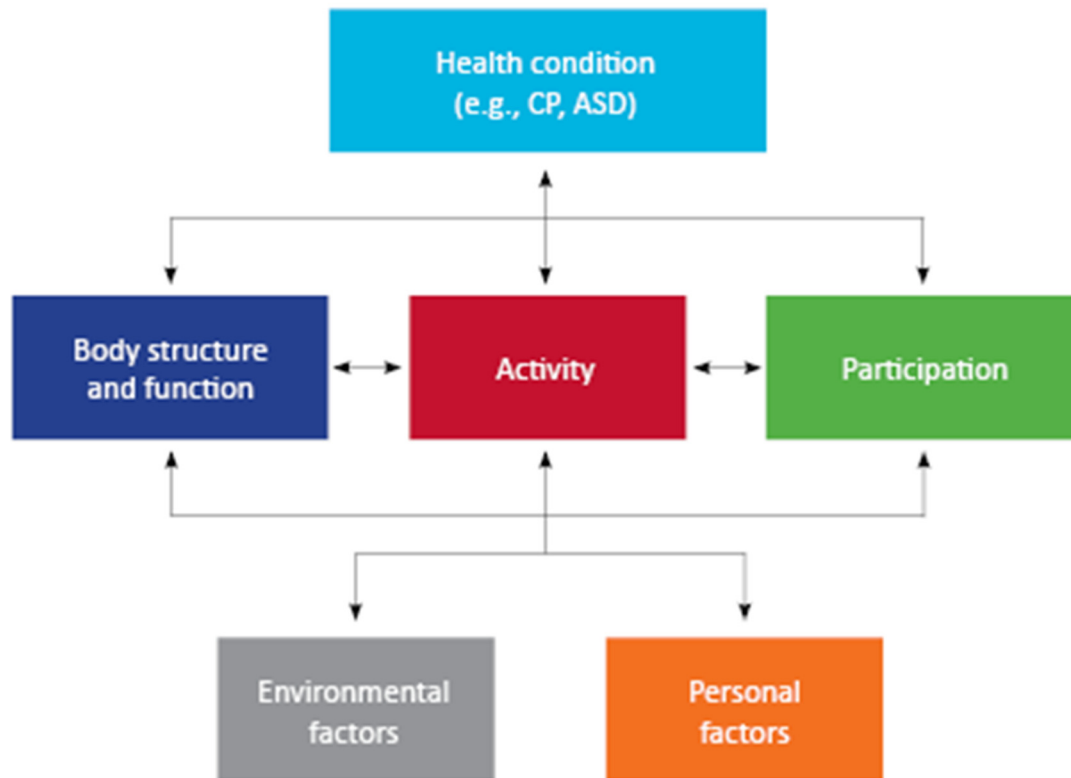 Health condition
(e.g., CP, ASD)
Body structure
and function
Activity
Participation
Environmental
factors
Personal
factors